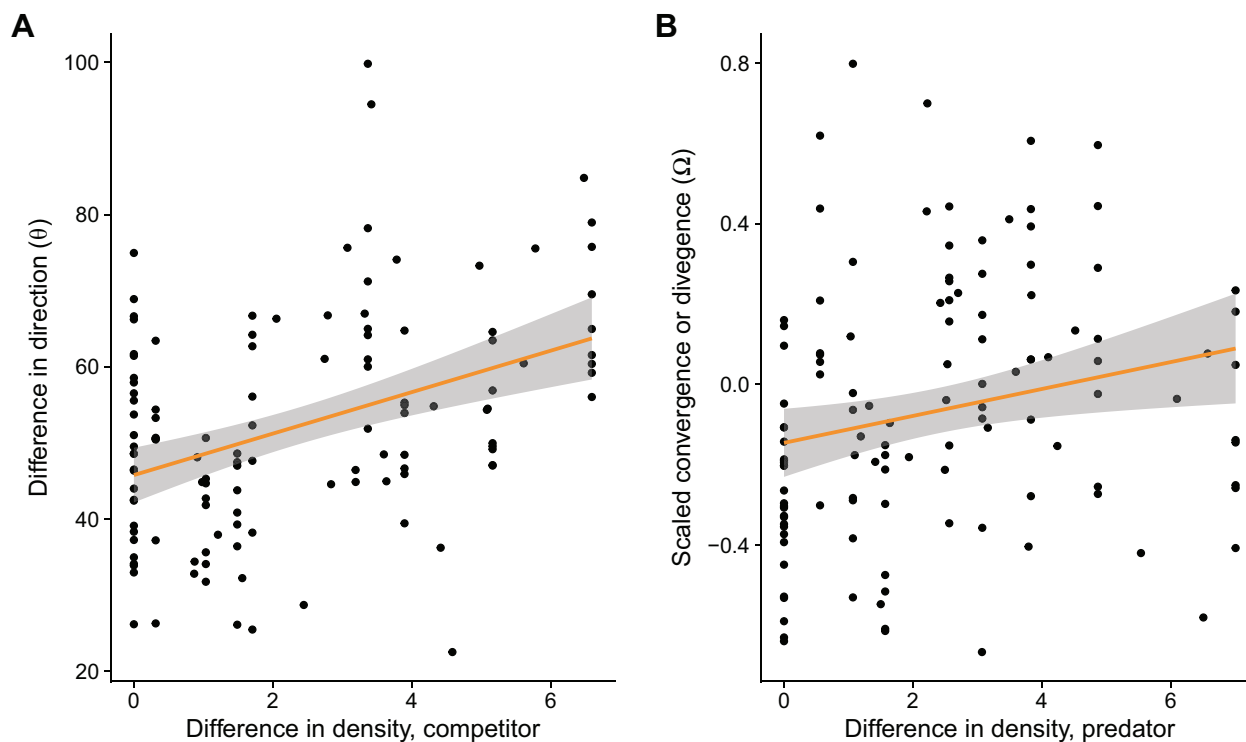 A
100
80
60
40
20
0
2
4
6
Difference in direction (θ)
Difference in density, competitor
B
0.8
0.4
0.0
−0.4
0
2
4
6
Scaled convergence or divegence (Ω)
Difference in density, predator